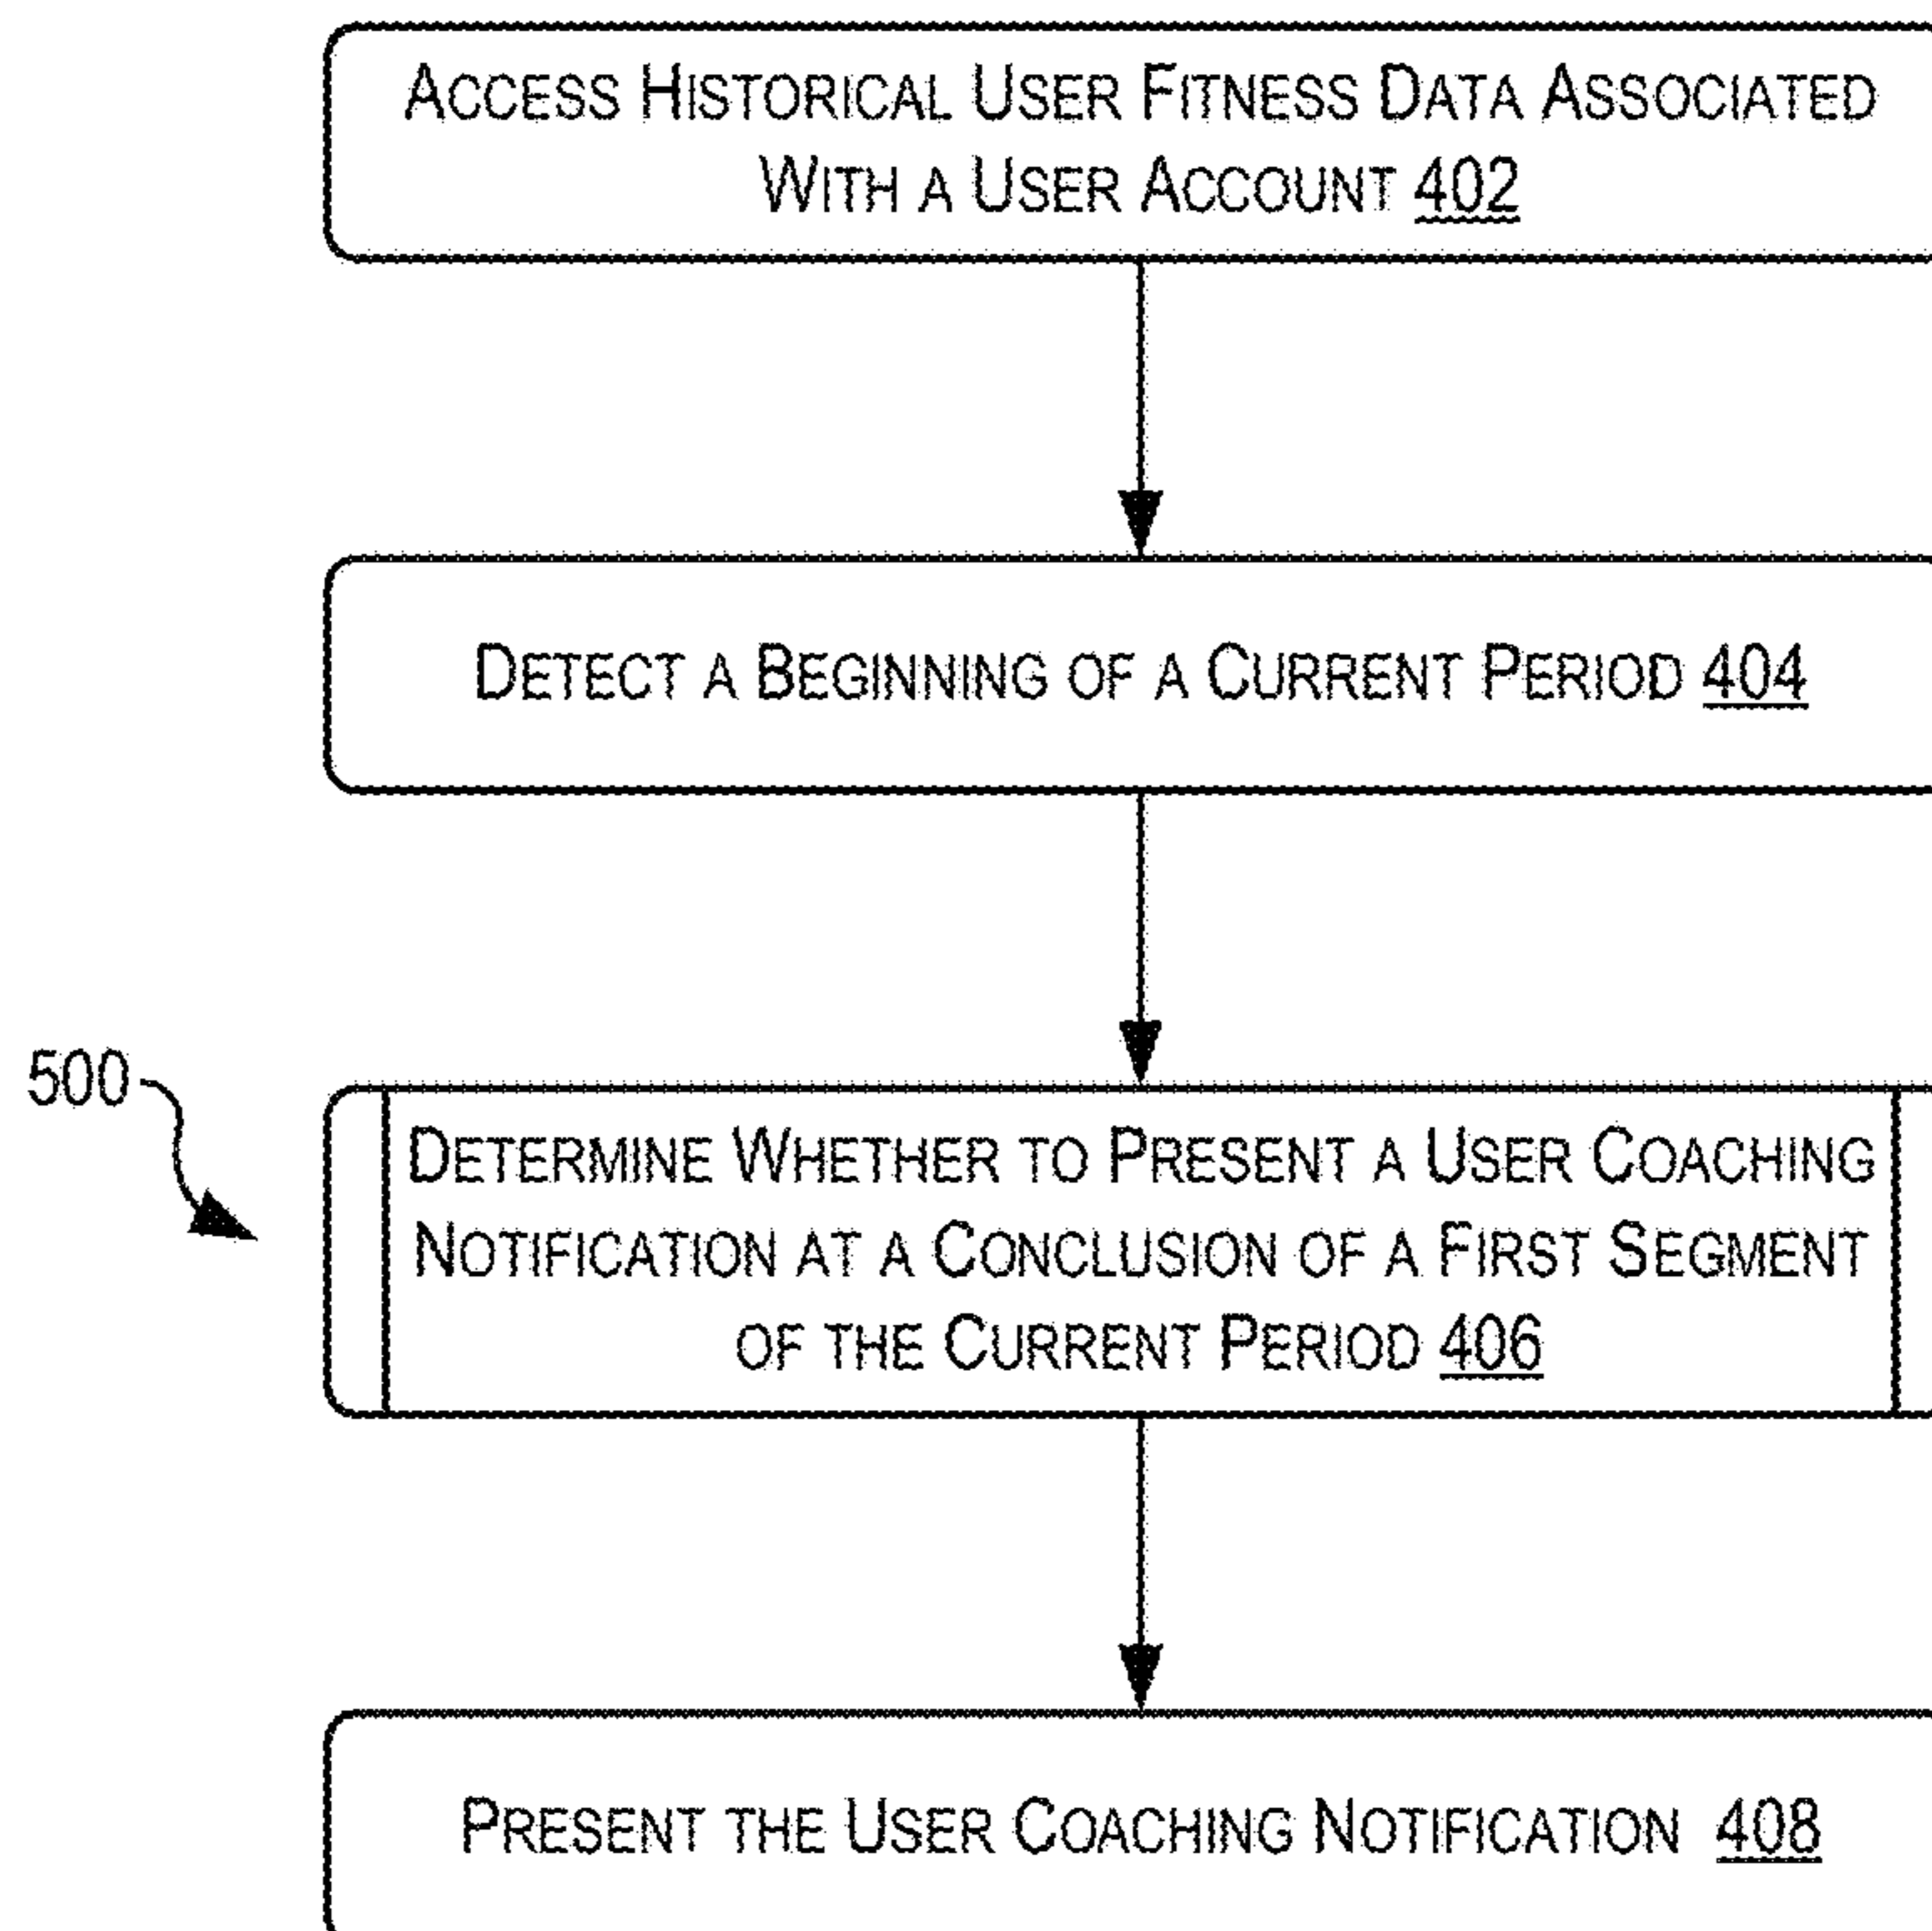 ACCESS HISTORICAL USER FITNESS DATA ASSOCIATED
WITH A USER ACCOUNT 402
DETECT A BEGINNING OF A CURRENT PERIOD 404
500
DETERMINE WHETHER TO PRESENT A USER COACHING
NOTIFICATION AT A CONCLUSION OF A FIRST SEGMENT
OF THE CURRENT PERIOD 406
PRESENT THE USER COACHING NOTIFICATION 408